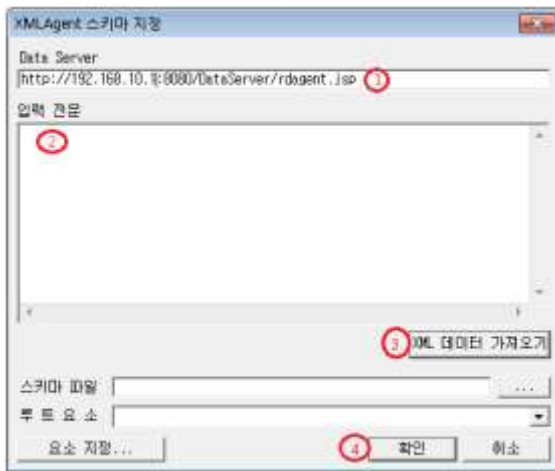 XMLAgent 스키마 지정
Data Server
http://192.168.10.1:8080/DataServer/rdagent.jsp ①
입력 전문
②
③ XML 데이터 가져오기
스키마 파일 ...
루 트 요 소
요소 지정... ④ 확인 취소